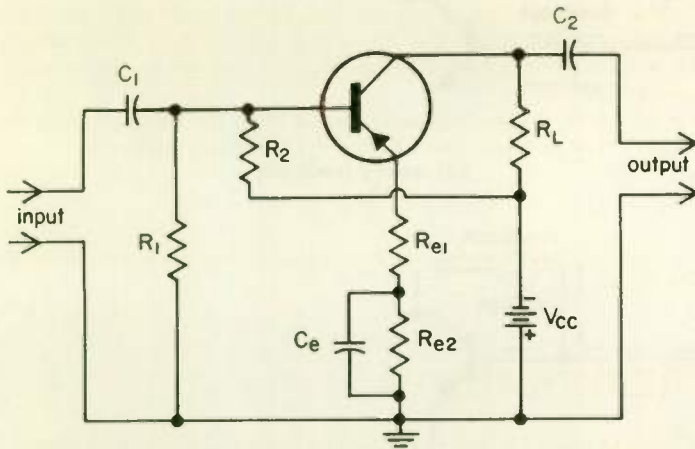 C2
C1
R2
RL
output
input
R1
Re1
Ce
Re2
−
Vcc
+